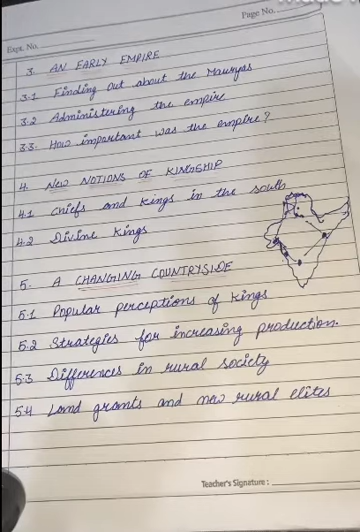 Page No.
Expt. No.
3. AN EARLY EMPIRE
3.1 Finding out about the Mauryas
3.2 Administering the empire
3.3. How important was the empire?
4. NEW NOTIONS OF KINGSHIP
4.1 Chiefs and kings in the south
4.2 Divine kings
5. A CHANGING COUNTRYSIDE
5.1 Popular perceptions of kings
5.2 Strategies for increasing production.
5.3 Differences in rural society
5.4 Land grants and new rural elites
Teacher's Signature :